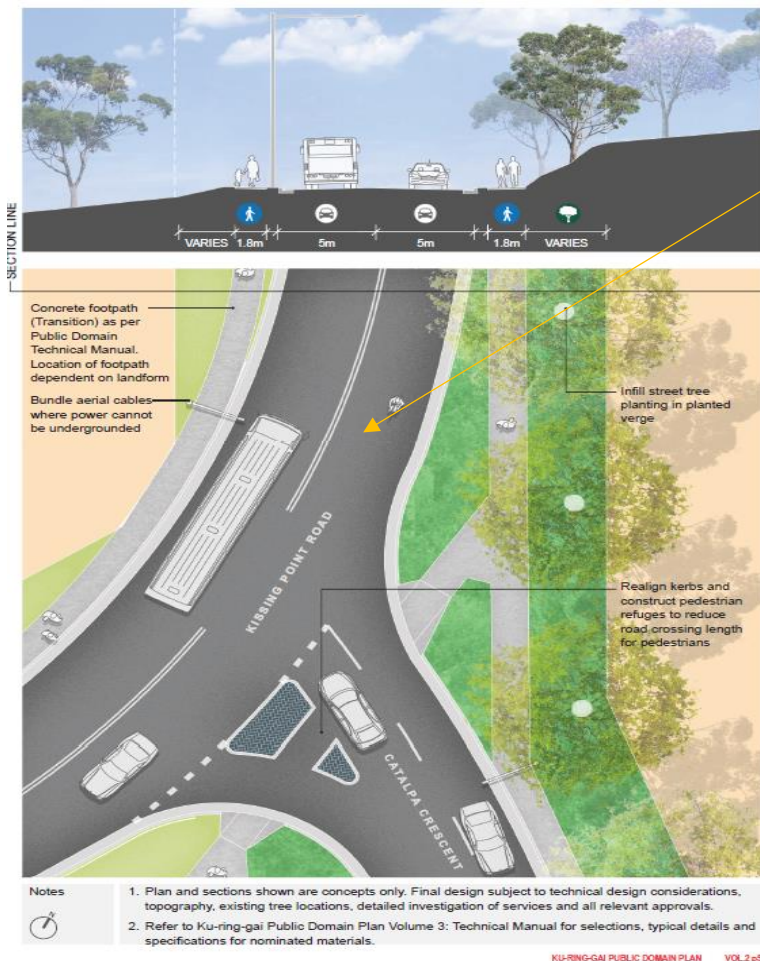 SECTION LINE
VARIES 1.8m 5m 5m 1.8m VARIES
Concrete footpath
(Transition) as per
Public Domain
Technical Manual.
Location of footpath
dependent on landform
Bundle aerial cables
where power cannot
be undergrounded
Infill street tree
planting in planted
verge
KISSING POINT ROAD
Realign kerbs and
construct pedestrian
refuges to reduce
road crossing length
for pedestrians
CATALPA CRESCENT
Notes
N
1. Plan and sections shown are concepts only. Final design subject to technical design considerations,
topography, existing tree locations, detailed investigation of services and all relevant approvals.
2. Refer to Ku-ring-gai Public Domain Plan Volume 3: Technical Manual for selections, typical details and
specifications for nominated materials.
KU-RING-GAI PUBLIC DOMAIN PLAN VOL.2 p5